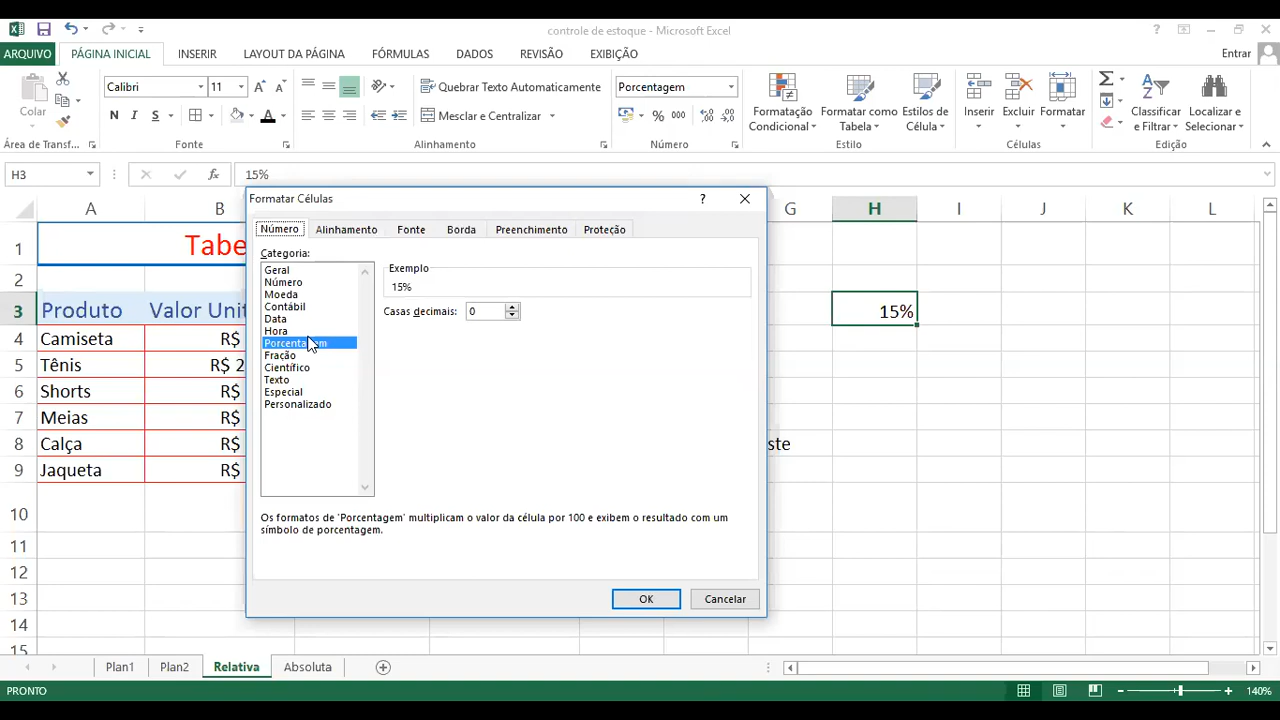 controle de estoque - Microsoft Excel
ARQUIVO PÁGINA INICIAL INSERIR LAYOUT DA PÁGINA FÓRMULAS DADOS REVISÃO EXIBIÇÃO Entrar
Colar
Calibri 11
N I S A
Quebrar Texto Automaticamente
Mesclar e Centralizar
Porcentagem
% 000
Formatação Condicional
Formatar como Tabela
Estilos de Célula
Inserir
Excluir
Formatar
Classificar e Filtrar
Localizar e Selecionar
Área de Transf... Fonte Alinhamento Número Estilo Células Edição
H3 fx 15%
A B G H I J K L
1 Tabe
2
3 Produto Valor Unit 15%
4 Camiseta R$
5 Tênis R$ 2
6 Shorts R$
7 Meias R$
8 Calça R$ ste
9 Jaqueta R$
10
11
12
13
14
15
Formatar Células
Número Alinhamento Fonte Borda Preenchimento Proteção
Categoria:
Geral
Número
Moeda
Contábil
Data
Hora
Porcentagem
Fração
Científico
Texto
Especial
Personalizado
Exemplo
15%
Casas decimais: 0
Os formatos de 'Porcentagem' multiplicam o valor da célula por 100 e exibem o resultado com um
símbolo de porcentagem.
OK Cancelar
Plan1 Plan2 Relativa Absoluta
PRONTO 140%